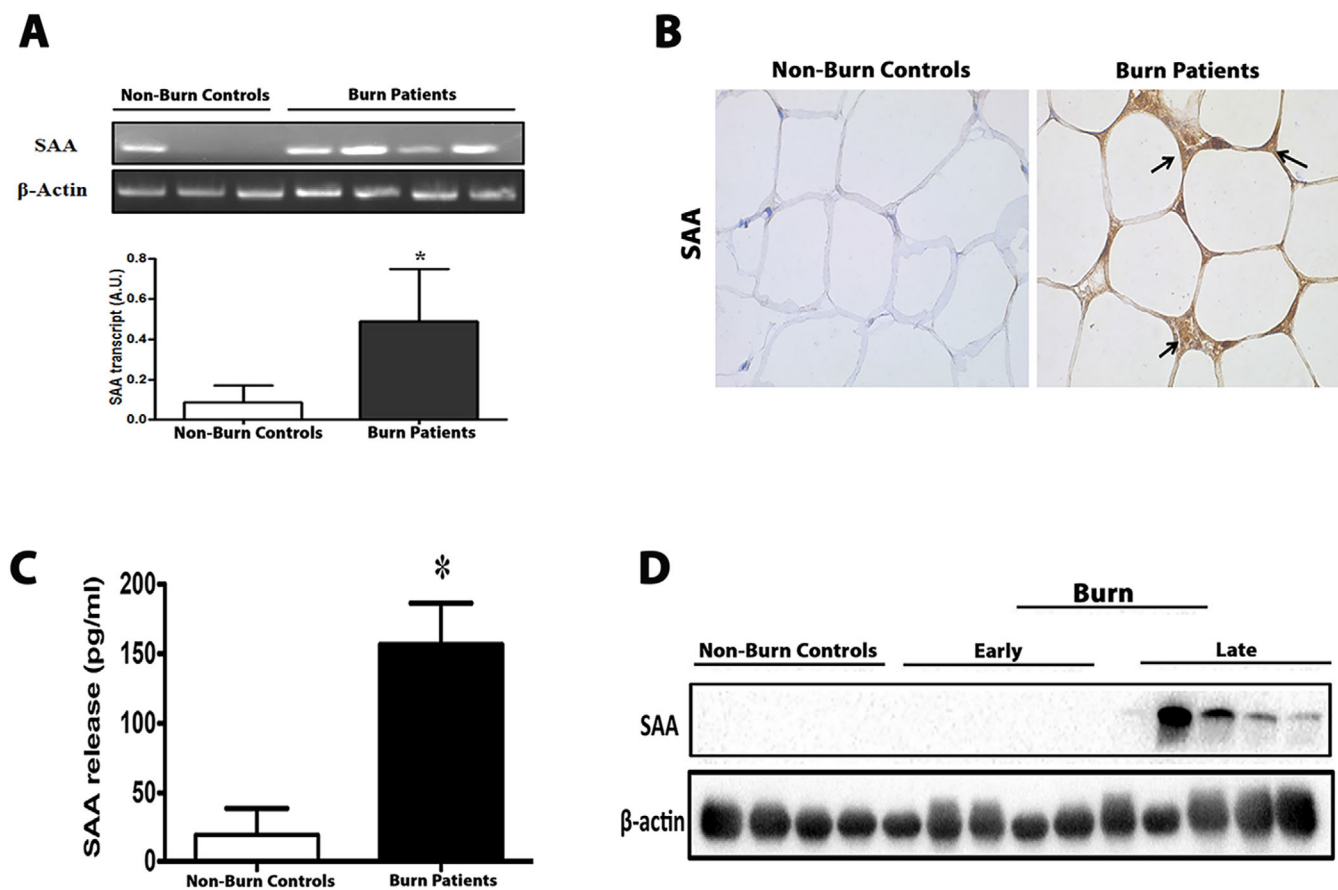 A
Non-Burn Controls Burn Patients
SAA
β-Actin
SAA transcript (A.U.)
0.8
0.6
0.4
0.2
0.0
*
Non-Burn Controls Burn Patients
B
Non-Burn Controls Burn Patients
SAA
C
SAA release (pg/ml)
200
150
100
50
0
*
Non-Burn Controls Burn Patients
D
Burn
Non-Burn Controls Early Late
SAA
β-actin